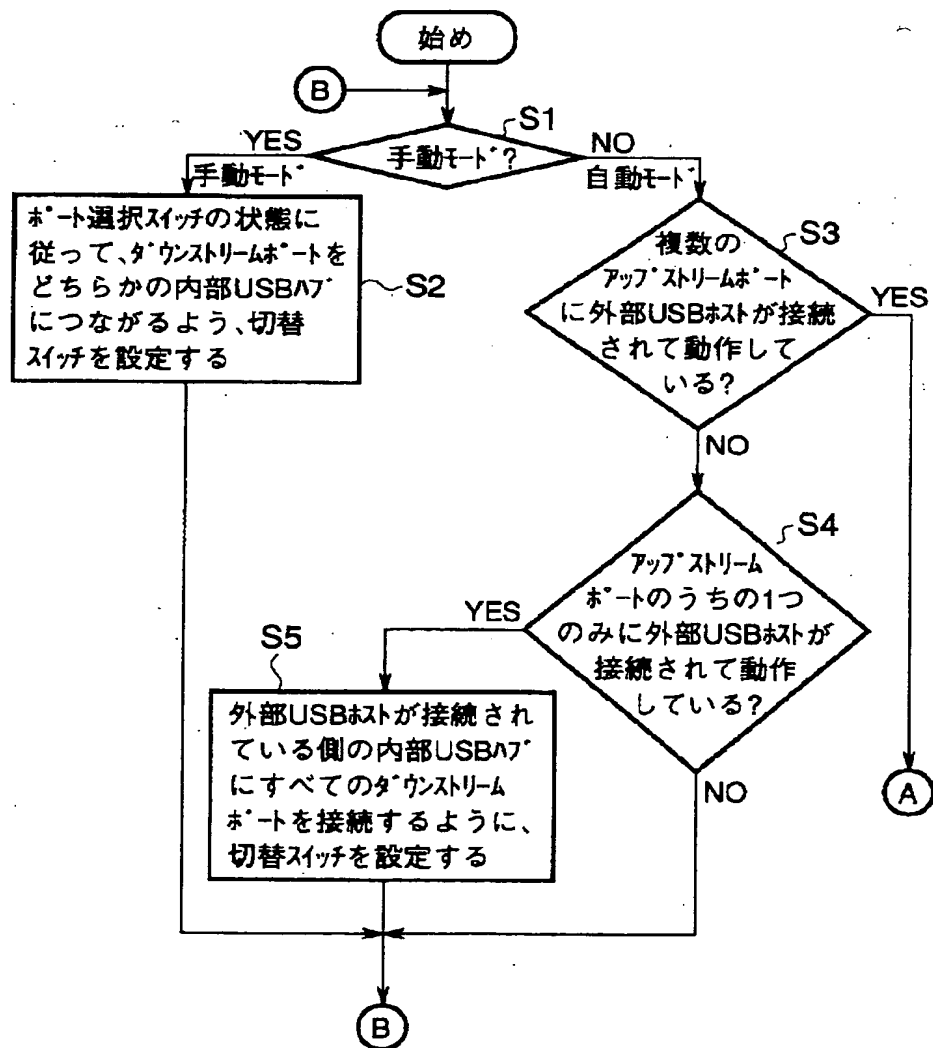 始め
B
S1
YES
手動モード?
NO
手動モード
自動モード
ポート選択スイッチの状態に
従って、ダウンストリームポートを
どちらかの内部USBハブ
につながるよう、切替
スイッチを設定する
S2
S3
複数の
アップストリームポート
に外部USBホストが接続
されて動作して
いる?
YES
NO
S4
アップストリーム
ポートのうちの1つ
のみに外部USBホストが
接続されて動作
している?
YES
NO
S5
外部USBホストが接続され
ている側の内部USBハブ
にすべてのダウンストリーム
ポートを接続するように、
切替スイッチを設定する
A
B